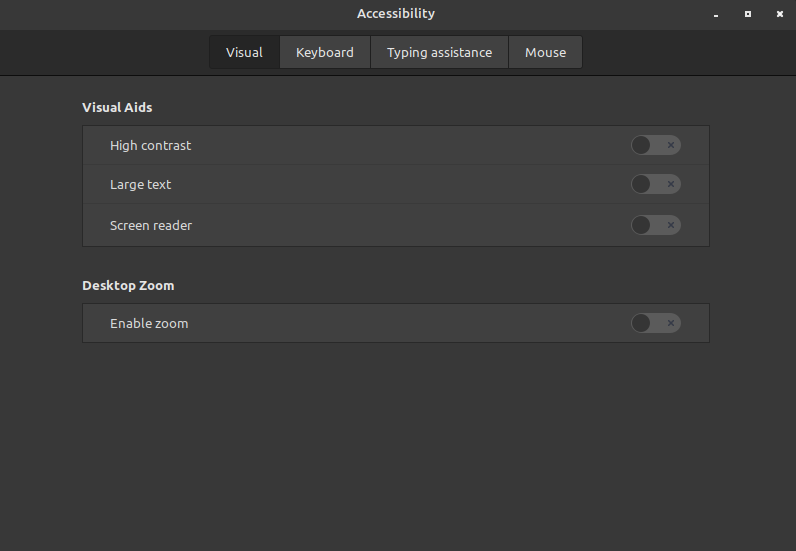 Accessibility
Visual Keyboard Typing assistance Mouse
Visual Aids
High contrast
Large text
Screen reader
Desktop Zoom
Enable zoom